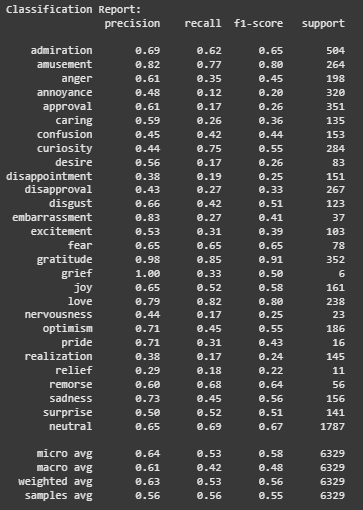 Classification Report:
precision recall f1-score support
admiration 0.69 0.62 0.65 504
amusement 0.82 0.77 0.80 264
anger 0.61 0.35 0.45 198
annoyance 0.48 0.12 0.20 320
approval 0.61 0.17 0.26 351
caring 0.59 0.26 0.36 135
confusion 0.45 0.42 0.44 153
curiosity 0.44 0.75 0.55 284
desire 0.56 0.17 0.26 83
disappointment 0.38 0.19 0.25 151
disapproval 0.43 0.27 0.33 267
disgust 0.66 0.42 0.51 123
embarrassment 0.83 0.27 0.41 37
excitement 0.53 0.31 0.39 103
fear 0.65 0.65 0.65 78
gratitude 0.98 0.85 0.91 352
grief 1.00 0.33 0.50 6
joy 0.65 0.52 0.58 161
love 0.79 0.82 0.80 238
nervousness 0.44 0.17 0.25 23
optimism 0.71 0.45 0.55 186
pride 0.71 0.31 0.43 16
realization 0.38 0.17 0.24 145
relief 0.29 0.18 0.22 11
remorse 0.60 0.68 0.64 56
sadness 0.73 0.45 0.56 156
surprise 0.50 0.52 0.51 141
neutral 0.65 0.69 0.67 1787
micro avg 0.64 0.53 0.58 6329
macro avg 0.61 0.42 0.48 6329
weighted avg 0.63 0.53 0.56 6329
samples avg 0.56 0.56 0.55 6329